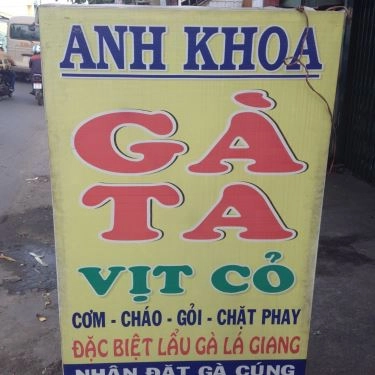 ANH KHOA
GÀ
TA
VỊT CỎ
CƠM - CHÁO - GỎI - CHẶT PHAY
ĐẶC BIỆT LẨU GÀ LÁ GIANG
NHẬN ĐẶT GÀ CÚNG